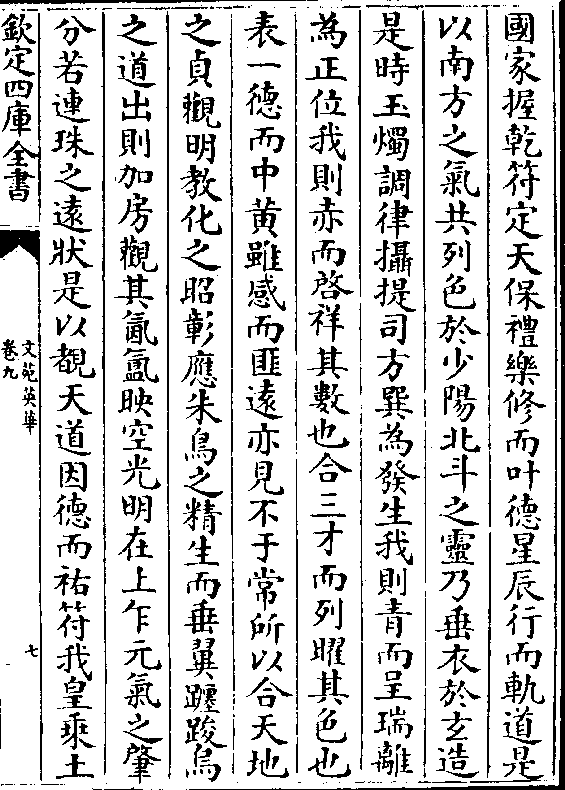 國家握乾符定天保禮樂修而叶德星辰行而軌道是
以南方之氣共列色於少陽北斗之靈乃垂衣於玄造
是時玉燭調律攝提司方巽為發生我則青而呈瑞離
為正位我則赤而啓祥其數也合三才而列曜其色也
表一德而中黄雖感而匪遠亦見不于常所以合天地
之貞觀明教化之昭彰應朱鳥之精生而垂翼躔踆烏
之道出則加房觀其氤氲映空光明在上乍元氣之肇
分若連珠之遠狀是以覩天道因德而祐符我皇乘土
欽定四庫全書
文苑英華
卷九
七